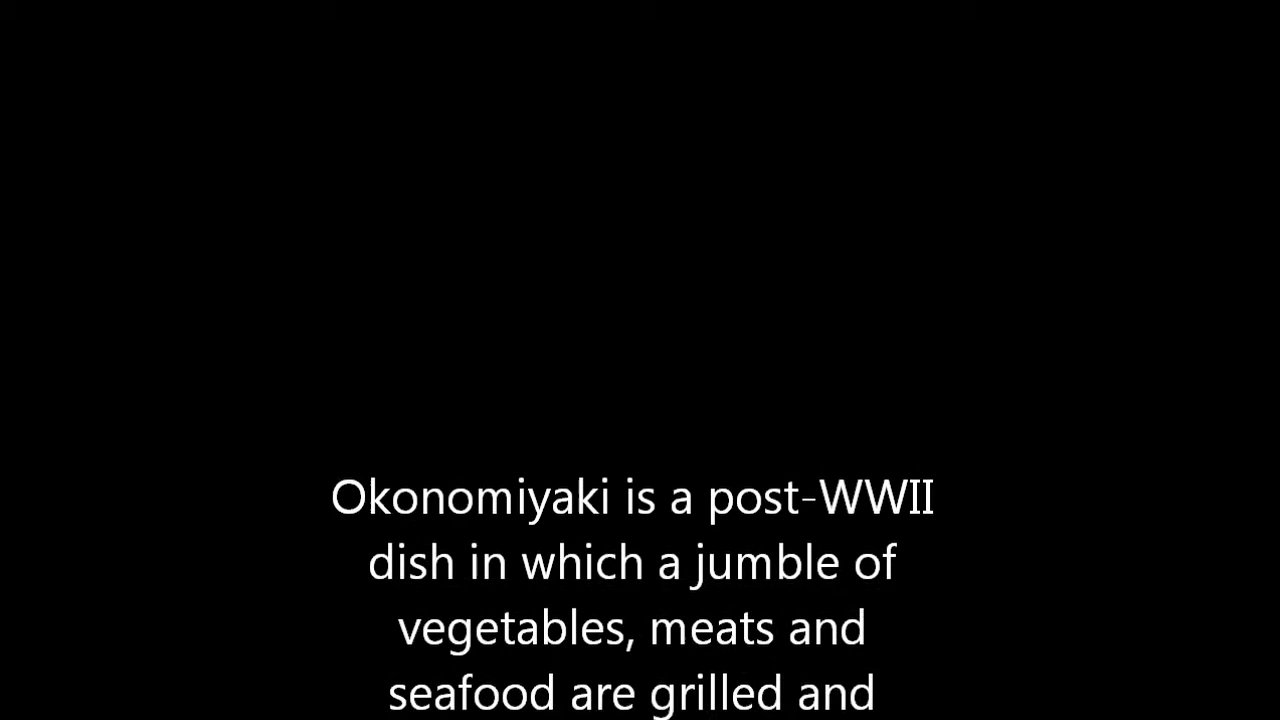 Okonomiyaki is a post-WWII
dish in which a jumble of
vegetables, meats and
seafood are grilled and